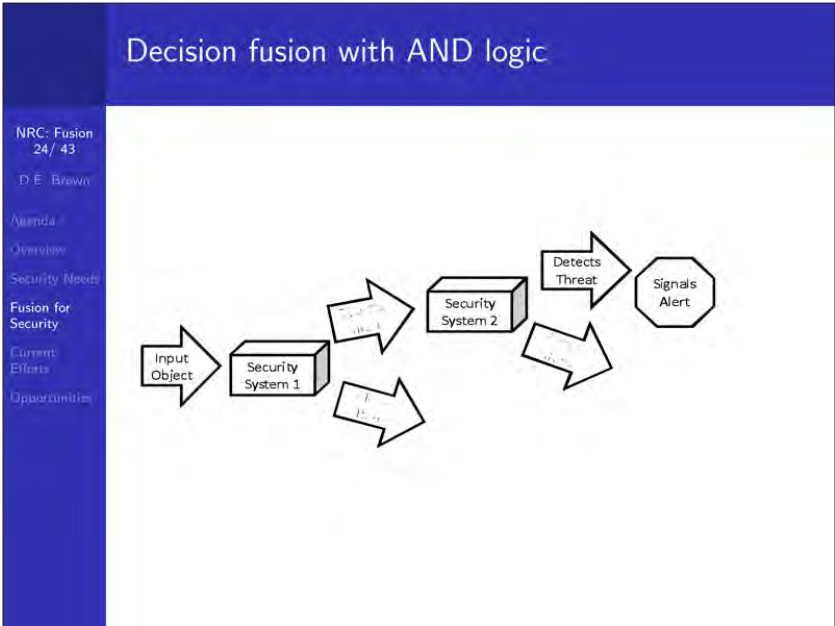 Decision fusion with AND logic
NRC: Fusion
24/ 43
D.E. Brown
Agenda
Overview
Security Needs
Fusion for
Security
Current
Efforts
Opportunities
Input
Object
Security
System 1
Security
System 2
Detects
Threat
Signals
Alert